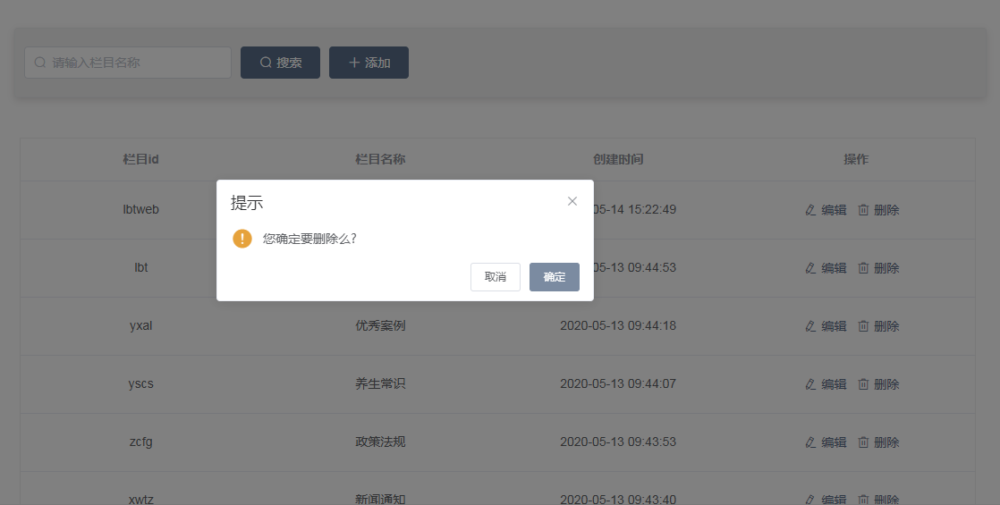 请输入栏目名称 搜索 添加
栏目id 栏目名称 创建时间 操作
提示
lbtweb 05-14 15:22:49 编辑 删除
您确定要删除么?
lbt 05-13 09:44:53 编辑 删除
取消 确定
yxal 优秀案例 2020-05-13 09:44:18 编辑 删除
yscs 养生常识 2020-05-13 09:44:07 编辑 删除
zcfg 政策法规 2020-05-13 09:43:53 编辑 删除
xwtz 新闻通知 2020-05-13 09:43:40 编辑 删除